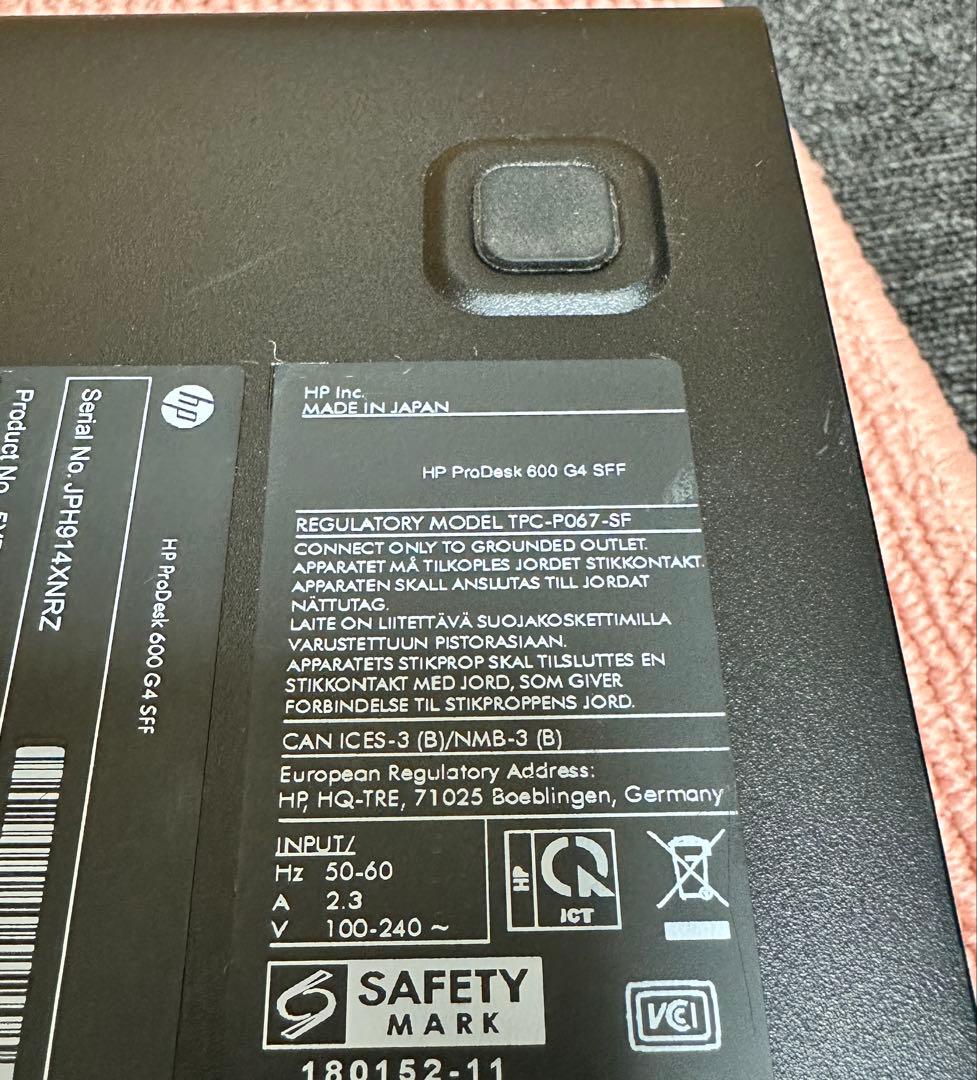 hp
HP ProDesk 600 G4 SFF
Serial No. JPH914XNRZ
Product No.
HP Inc.
MADE IN JAPAN
HP ProDesk 600 G4 SFF
REGULATORY MODEL TPC-P067-SF
CONNECT ONLY TO GROUNDED OUTLET.
APPARATET MÅ TILKOPLES JORDET STIKKONTAKT.
APPARATEN SKALL ANSLUTAS TILL JORDAT
NÄTTUTAG.
LAITE ON LIITETTÄVÄ SUOJAKOSKETTIMILLA
VARUSTETTUUN PISTORASIAAN.
APPARATETS STIKPROP SKAL TILSLUTTES EN
STIKKONTAKT MED JORD, SOM GIVER
FORBINDELSE TIL STIKPROPPENS JORD.
CAN ICES-3 (B)/NMB-3 (B)
European Regulatory Address:
HP, HQ-TRE, 71025 Boeblingen, Germany
INPUT/
Hz 50-60
A 2.3
V 100-240 ~
HP
ICT
SAFETY
MARK
180152-11
VCCI